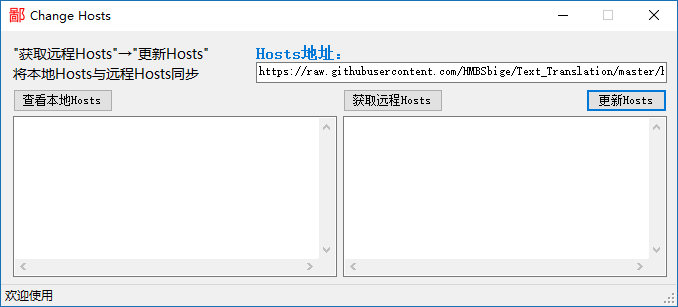 鄙 Change Hosts
"获取远程Hosts"→"更新Hosts"
将本地Hosts与远程Hosts同步
Hosts地址：
https://raw.githubusercontent.com/HMBSbige/Text_Translation/master/
查看本地Hosts
获取远程Hosts
更新Hosts
欢迎使用